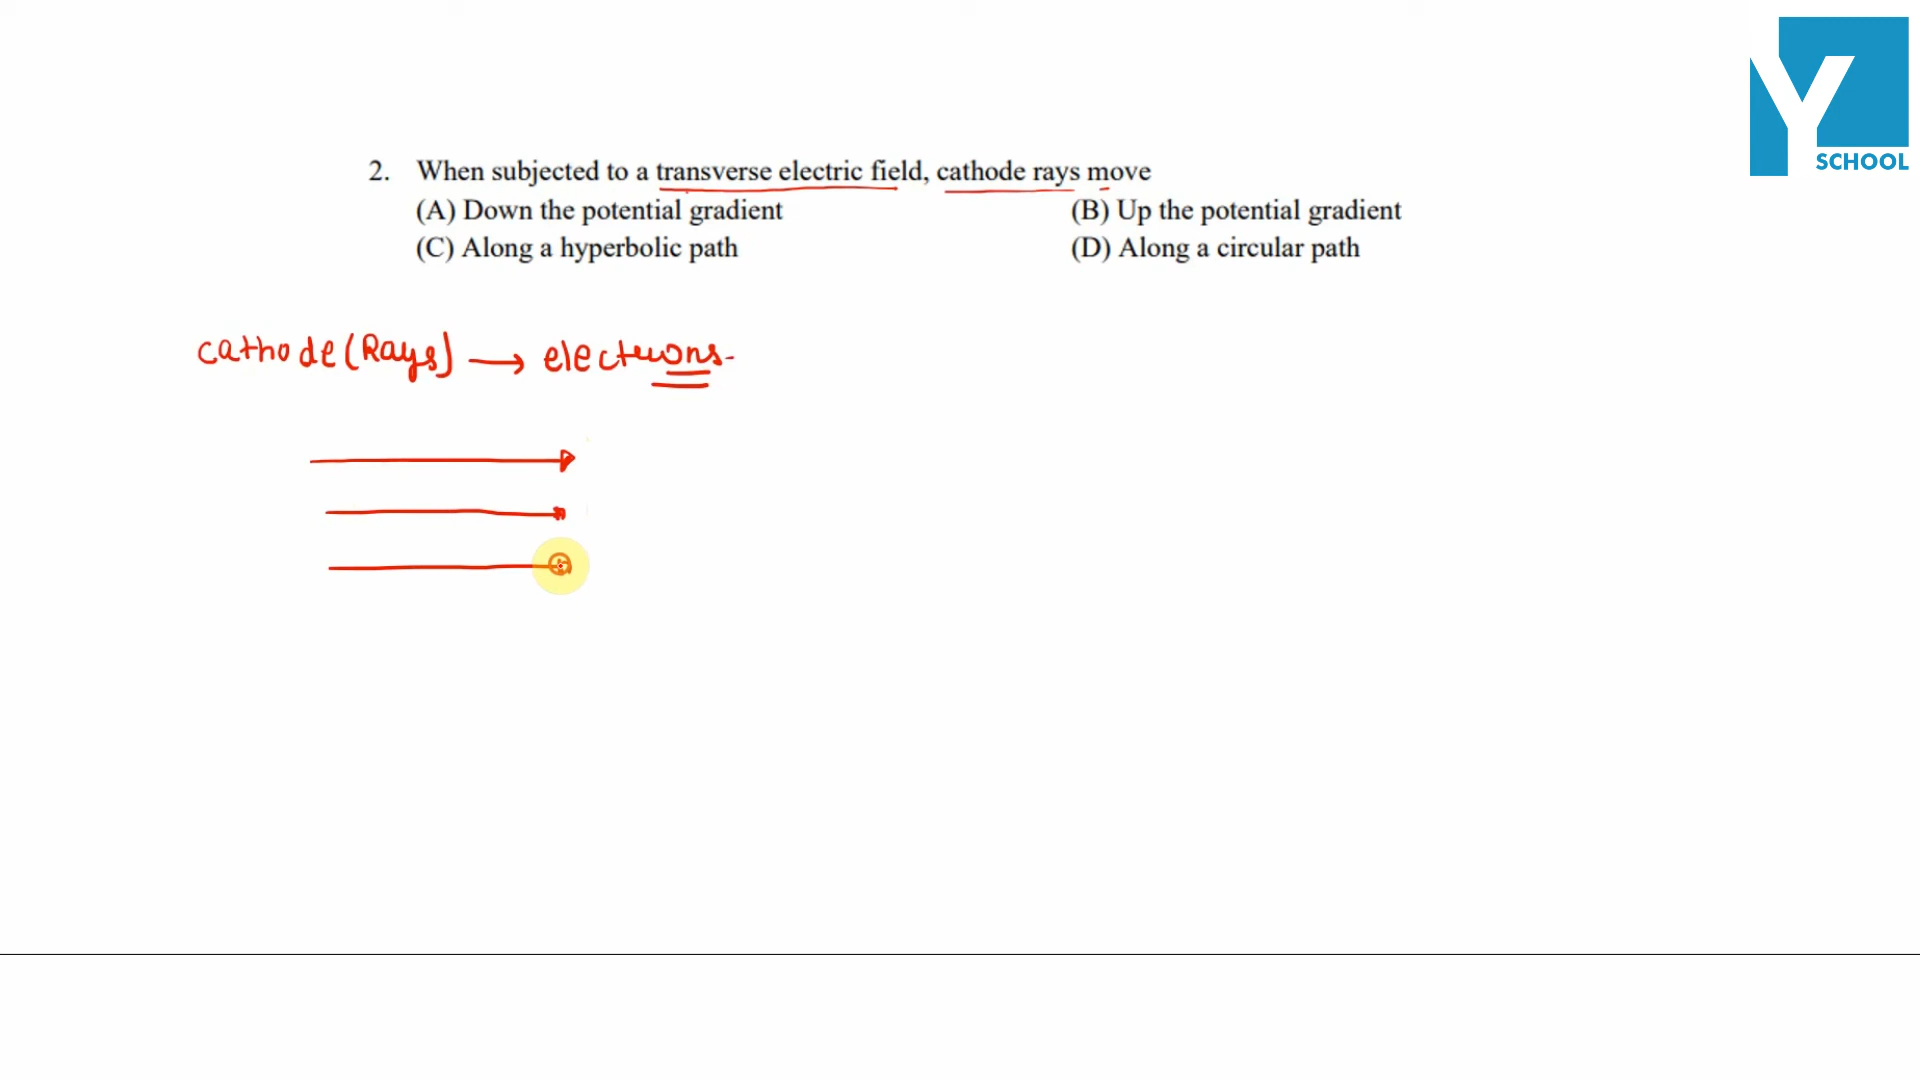 Y
SCHOOL
2. When subjected to a transverse electric field, cathode rays move
(A) Down the potential gradient (B) Up the potential gradient
(C) Along a hyperbolic path (D) Along a circular path
cathode (Rays) → electrons.